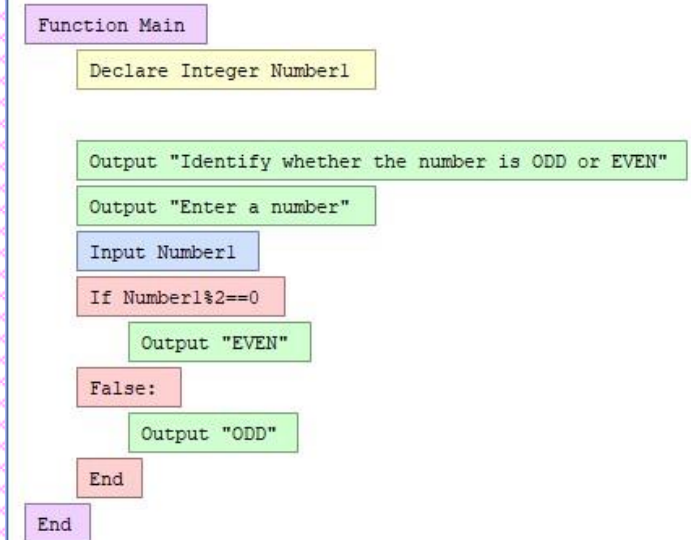 Function Main
Declare Integer Number1
Output "Identify whether the number is ODD or EVEN"
Output "Enter a number"
Input Number1
If Number1%2==0
Output "EVEN"
False:
Output "ODD"
End
End